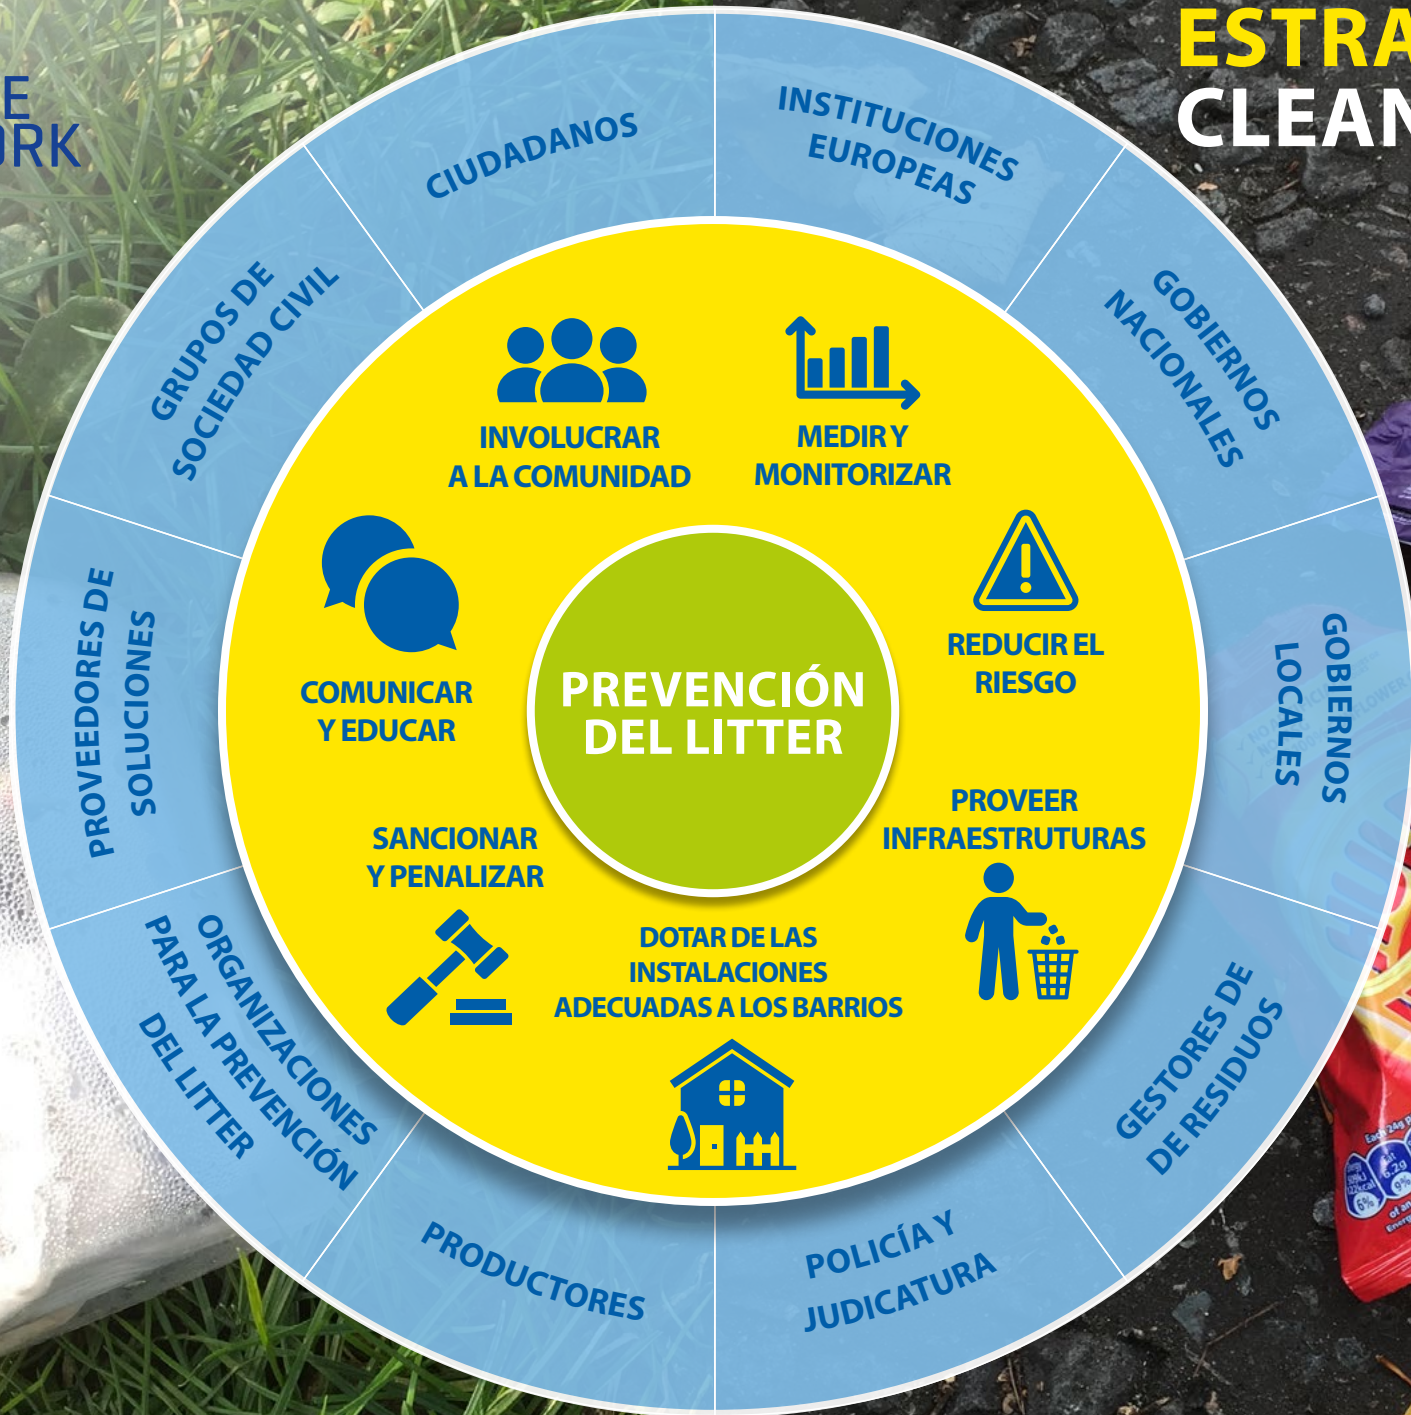 ESTRA
CLEAN
E
ORK
INSTITUCIONES
EUROPEAS
GOBIERNOS
NACIONALES
GOBIERNOS
LOCALES
GESTORES DE
DE RESIDUOS
POLICÍA Y
JUDICATURA
PRODUCTORES
ORGANIZACIONES
PARA LA PREVENCIÓN
DEL LITTER
PROVEEDORES DE
SOLUCIONES
GRUPOS DE
SOCIEDAD CIVIL
CIUDADANOS
INVOLUCRAR
A LA COMUNIDAD
MEDIR Y
MONITORIZAR
REDUCIR EL
RIESGO
PROVEER
INFRAESTRUTURAS
DOTAR DE LAS
INSTALACIONES
ADECUADAS A LOS BARRIOS
SANCIONAR
Y PENALIZAR
COMUNICAR
Y EDUCAR
PREVENCIÓN
DEL LITTER